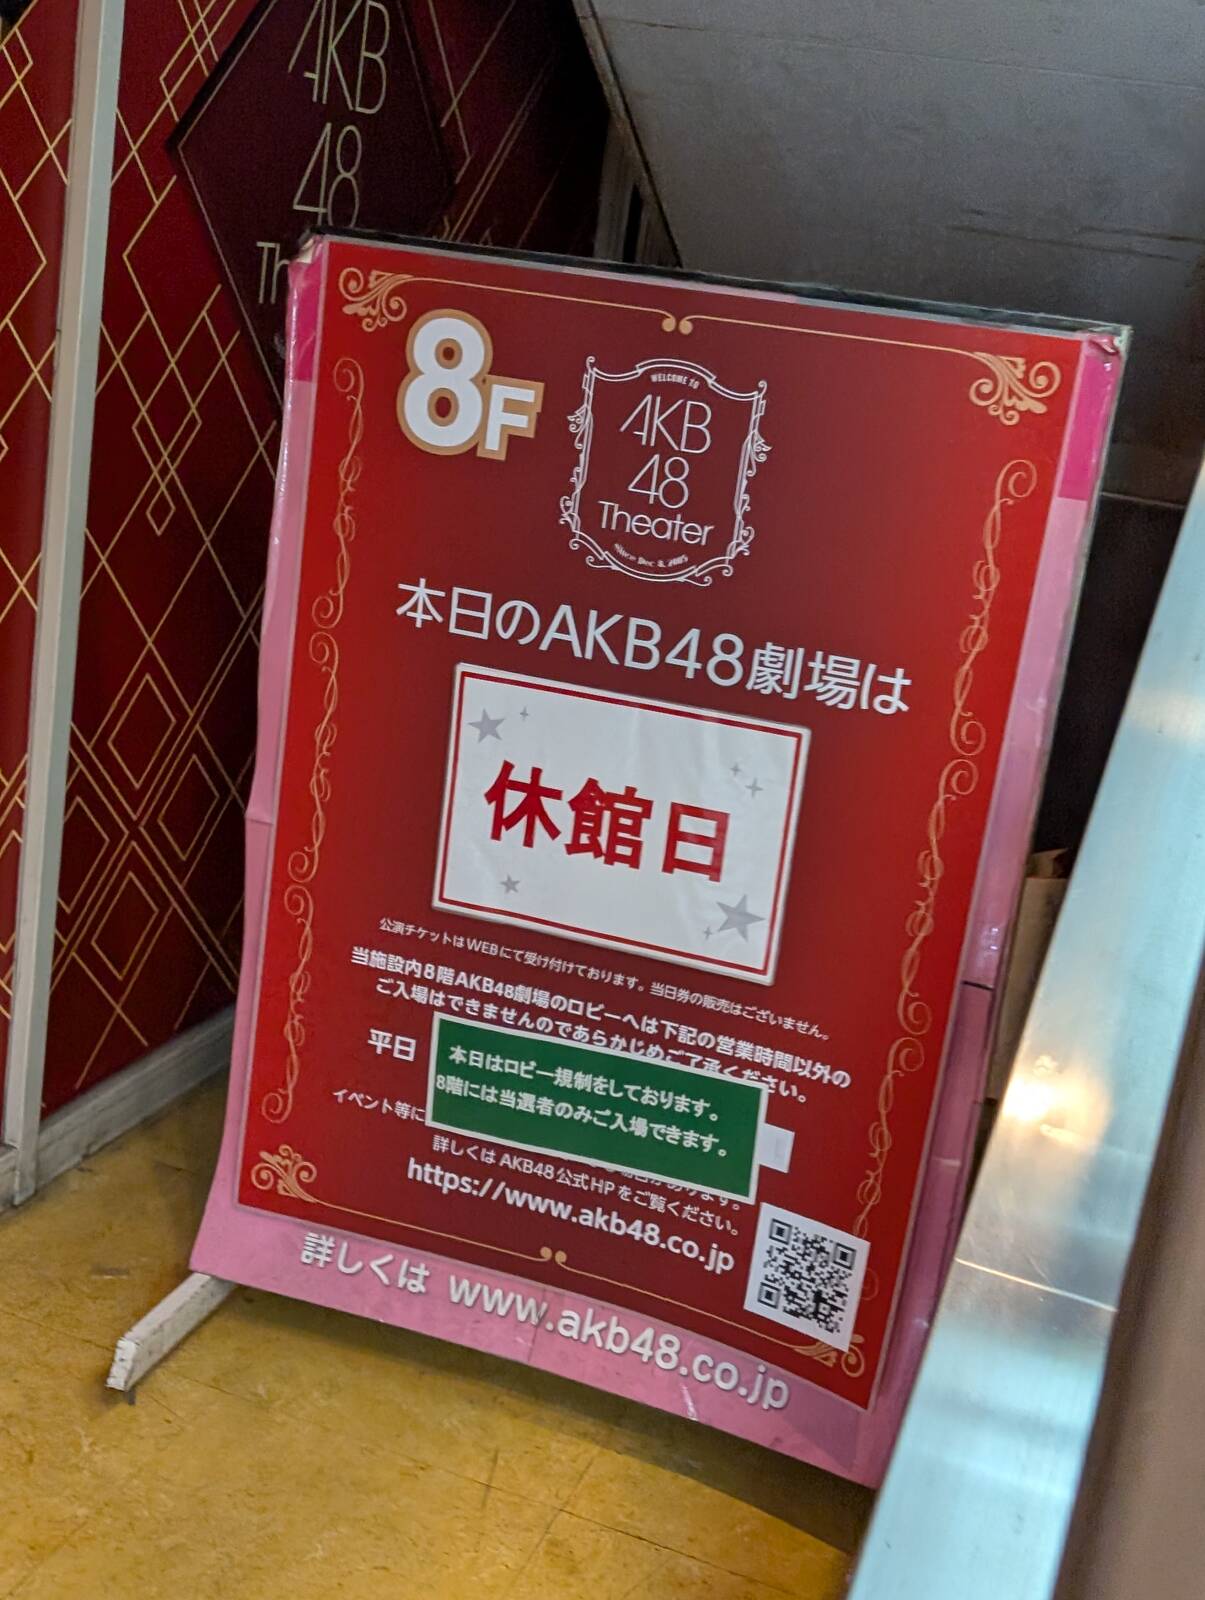 AKB
48
Th
8F
WELCOME TO
AKB
48
Theater
Since Dec 8, 2005
本日のAKB48劇場は
休館日
公演チケットはWEBにて受け付けております。当日券の販売はございません。
当施設内8階AKB48劇場のロビーへは下記の営業時間以外の
ご入場はできませんのであらかじめご了承ください。
平日
本日はロビー規制をしております。
8階には当選者のみご入場できます。
イベント等に
詳しくは AKB48公式HPをご覧ください。
https://www.akb48.co.jp
詳しくは www.akb48.co.jp